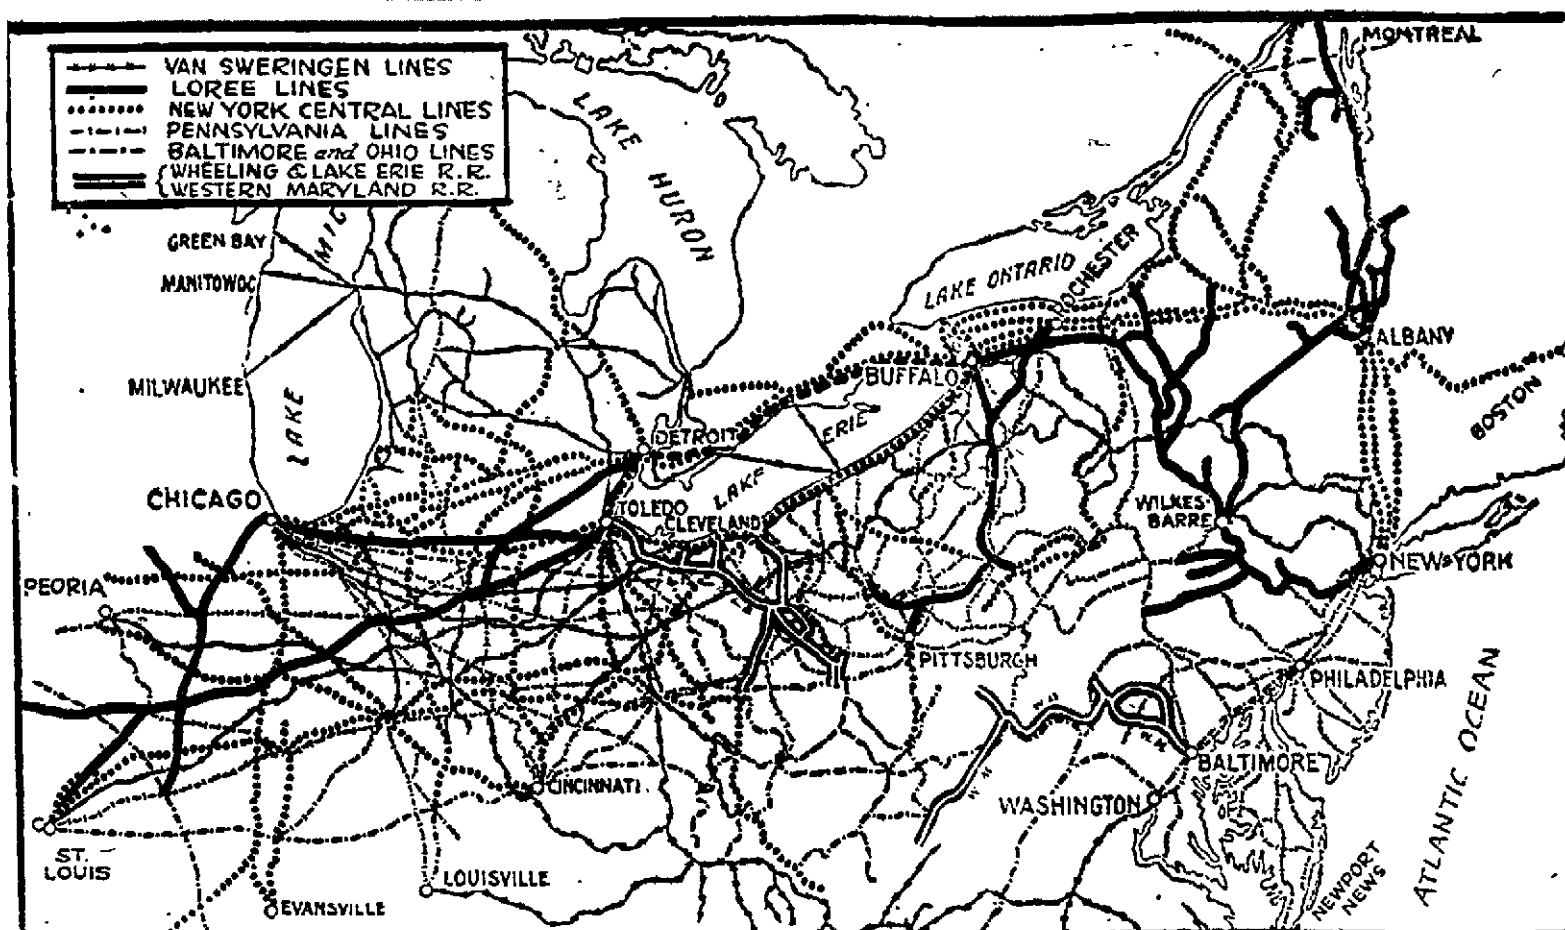 VAN SWERINGEN LINES
LOREE LINES
NEW YORK CENTRAL LINES
PENNSYLVANIA LINES
BALTIMORE and OHIO LINES
WHEELING & LAKE ERIE R.R.
WESTERN MARYLAND R.R.
MONTREAL
LAKE HURON
MIC
GREEN BAY
MANITOWOC
MILWAUKEE
LAKE
LAKE ONTARIO
OCHESTER
ALBANY
BUFFALO
BOSTON
LAKE ERIE
DETROIT
CHICAGO
TOLEDO
CLEVELAND
WILKES
BARRE
NEW YORK
PEORIA
PITTSBURGH
PHILADELPHIA
BALTIMORE
WASHINGTON
CINCINNATI
ST.
LOUIS
LOUISVILLE
EVANSVILLE
NEWPORT
NEWS
ATLANTIC OCEAN